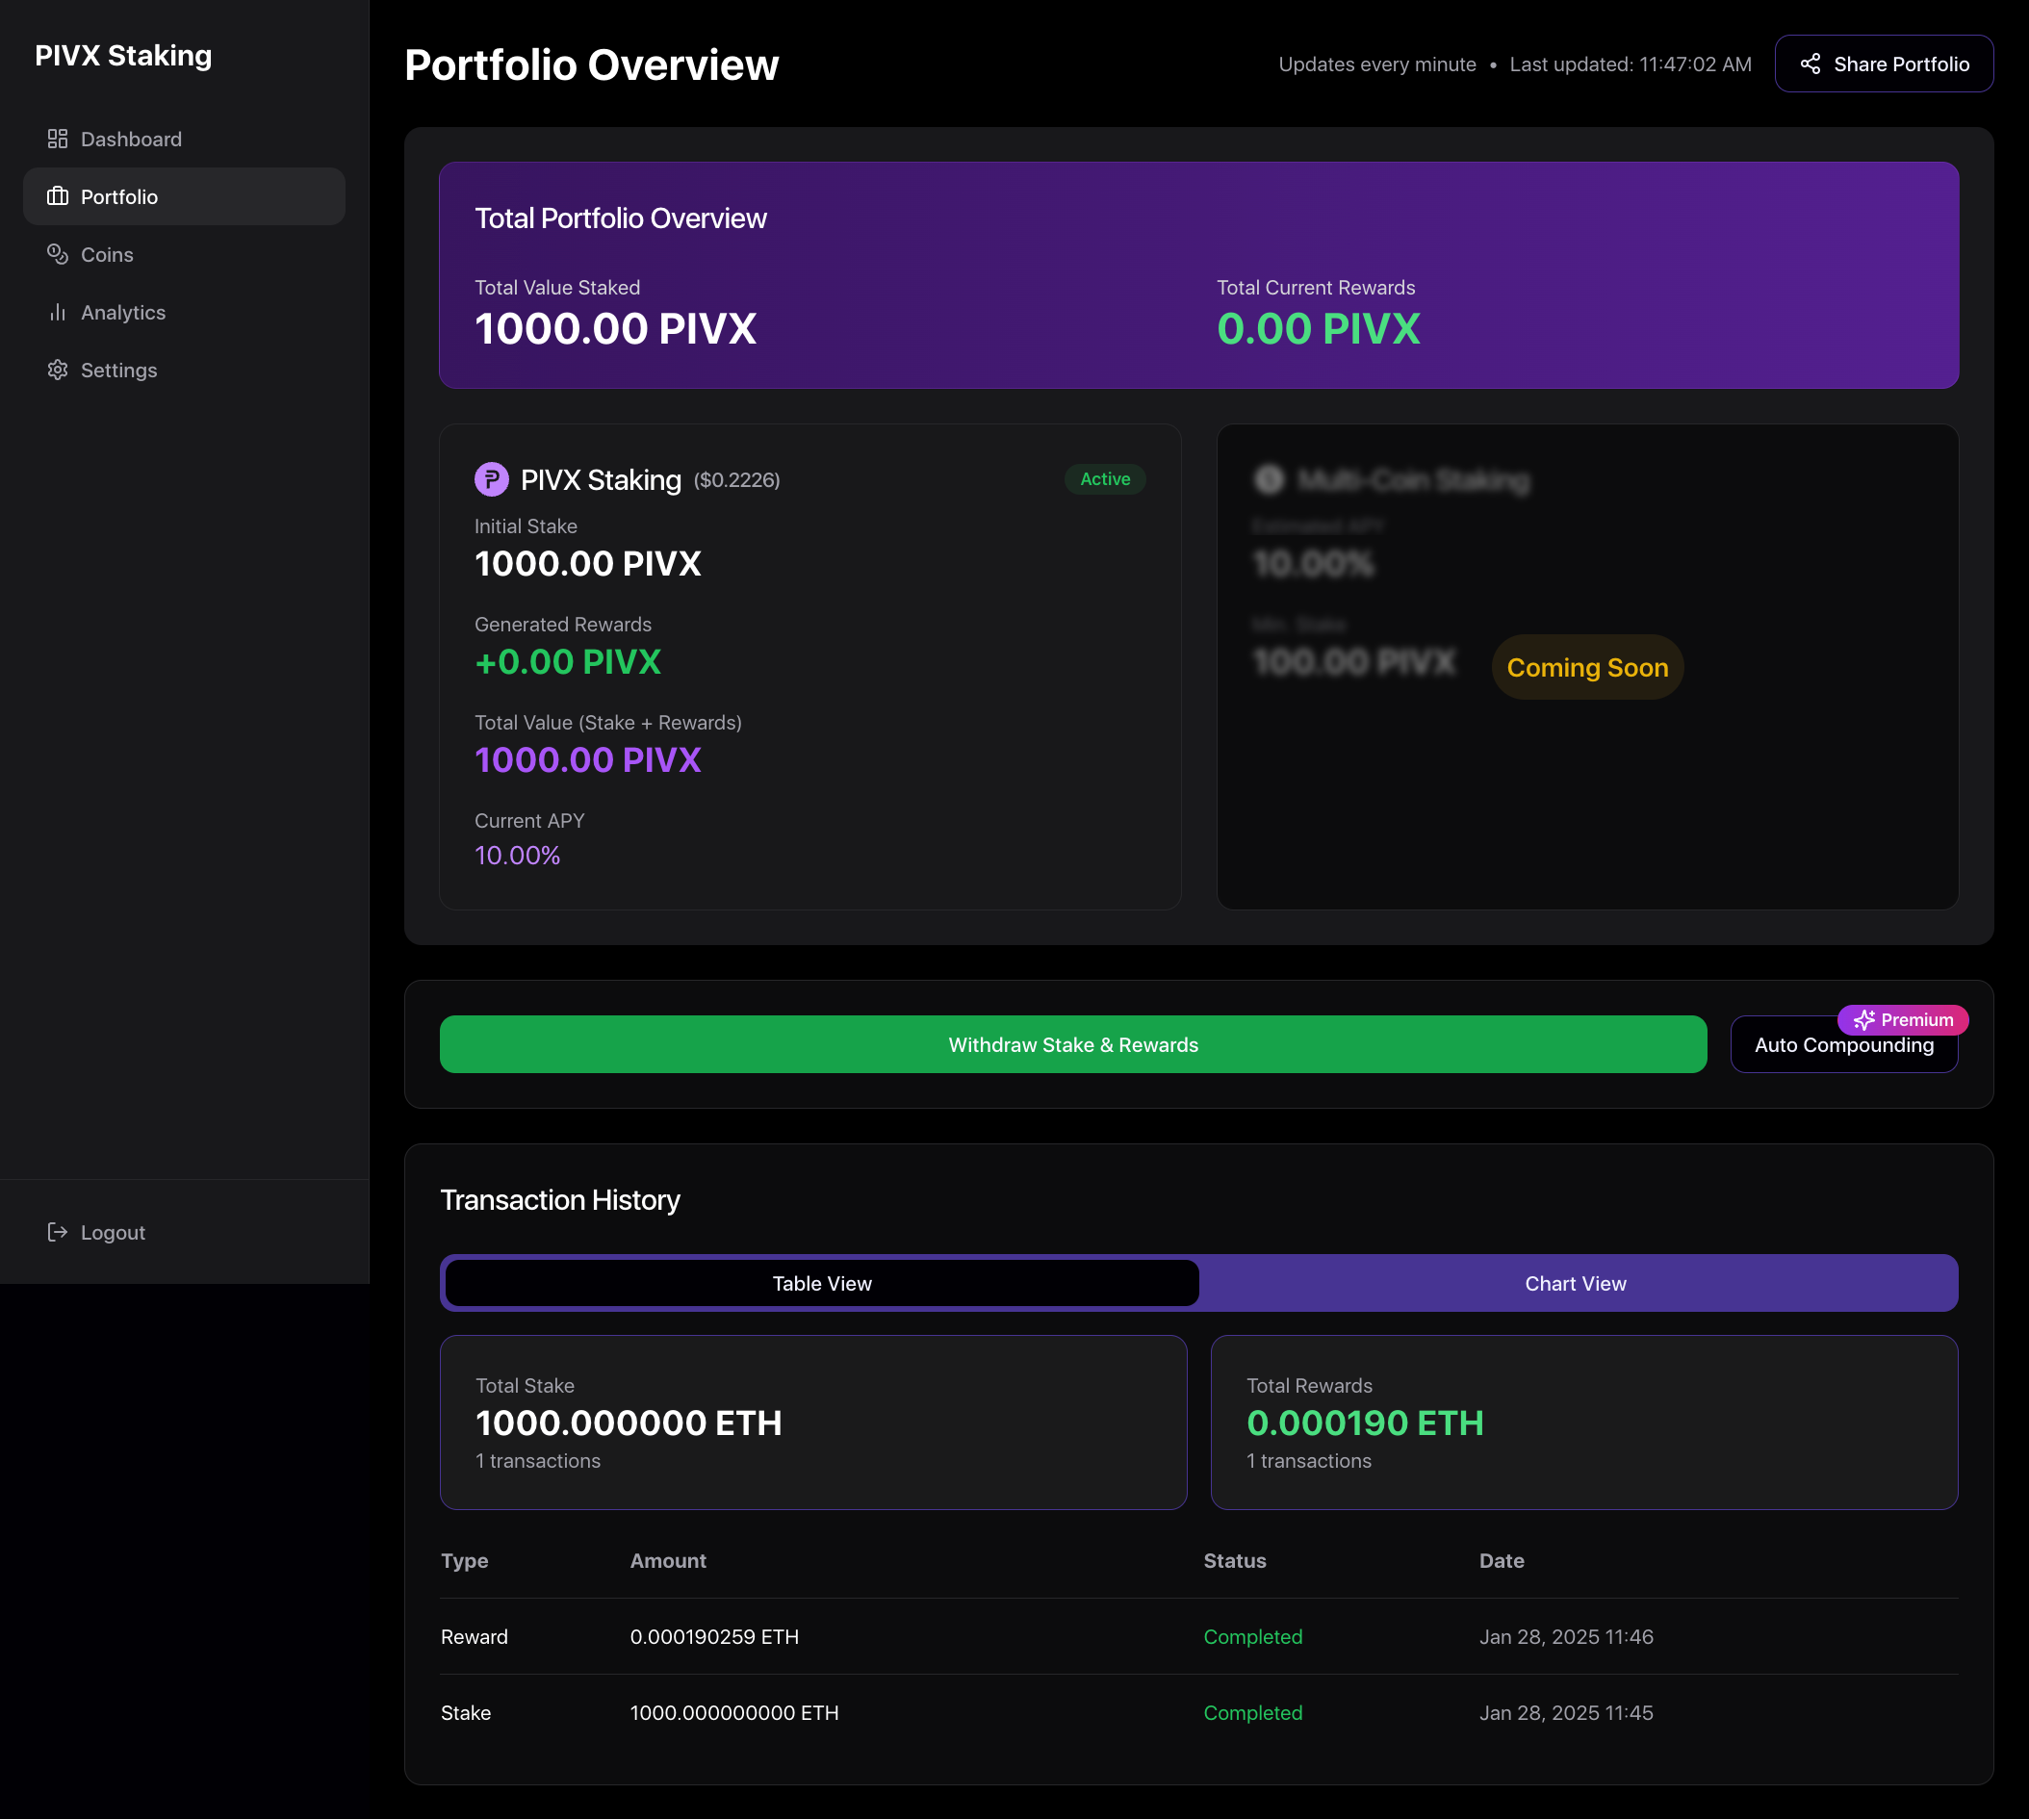 PIVX Staking
Dashboard
Portfolio
Coins
Analytics
Settings
Logout
Portfolio Overview
Updates every minute • Last updated: 11:47:02 AM
Share Portfolio
Total Portfolio Overview
Total Value Staked
1000.00 PIVX
Total Current Rewards
0.00 PIVX
PIVX Staking ($0.2226)
Active
Initial Stake
1000.00 PIVX
Generated Rewards
+0.00 PIVX
Total Value (Stake + Rewards)
1000.00 PIVX
Current APY
10.00%
Multi-Coin Staking
Estimated APY
10.00%
Min. Stake
100.00 PIVX
Coming Soon
Withdraw Stake & Rewards
Premium
Auto Compounding
Transaction History
Table View
Chart View
Total Stake
1000.000000 ETH
1 transactions
Total Rewards
0.000190 ETH
1 transactions
Type Amount Status Date
Reward 0.000190259 ETH Completed Jan 28, 2025 11:46
Stake 1000.000000000 ETH Completed Jan 28, 2025 11:45